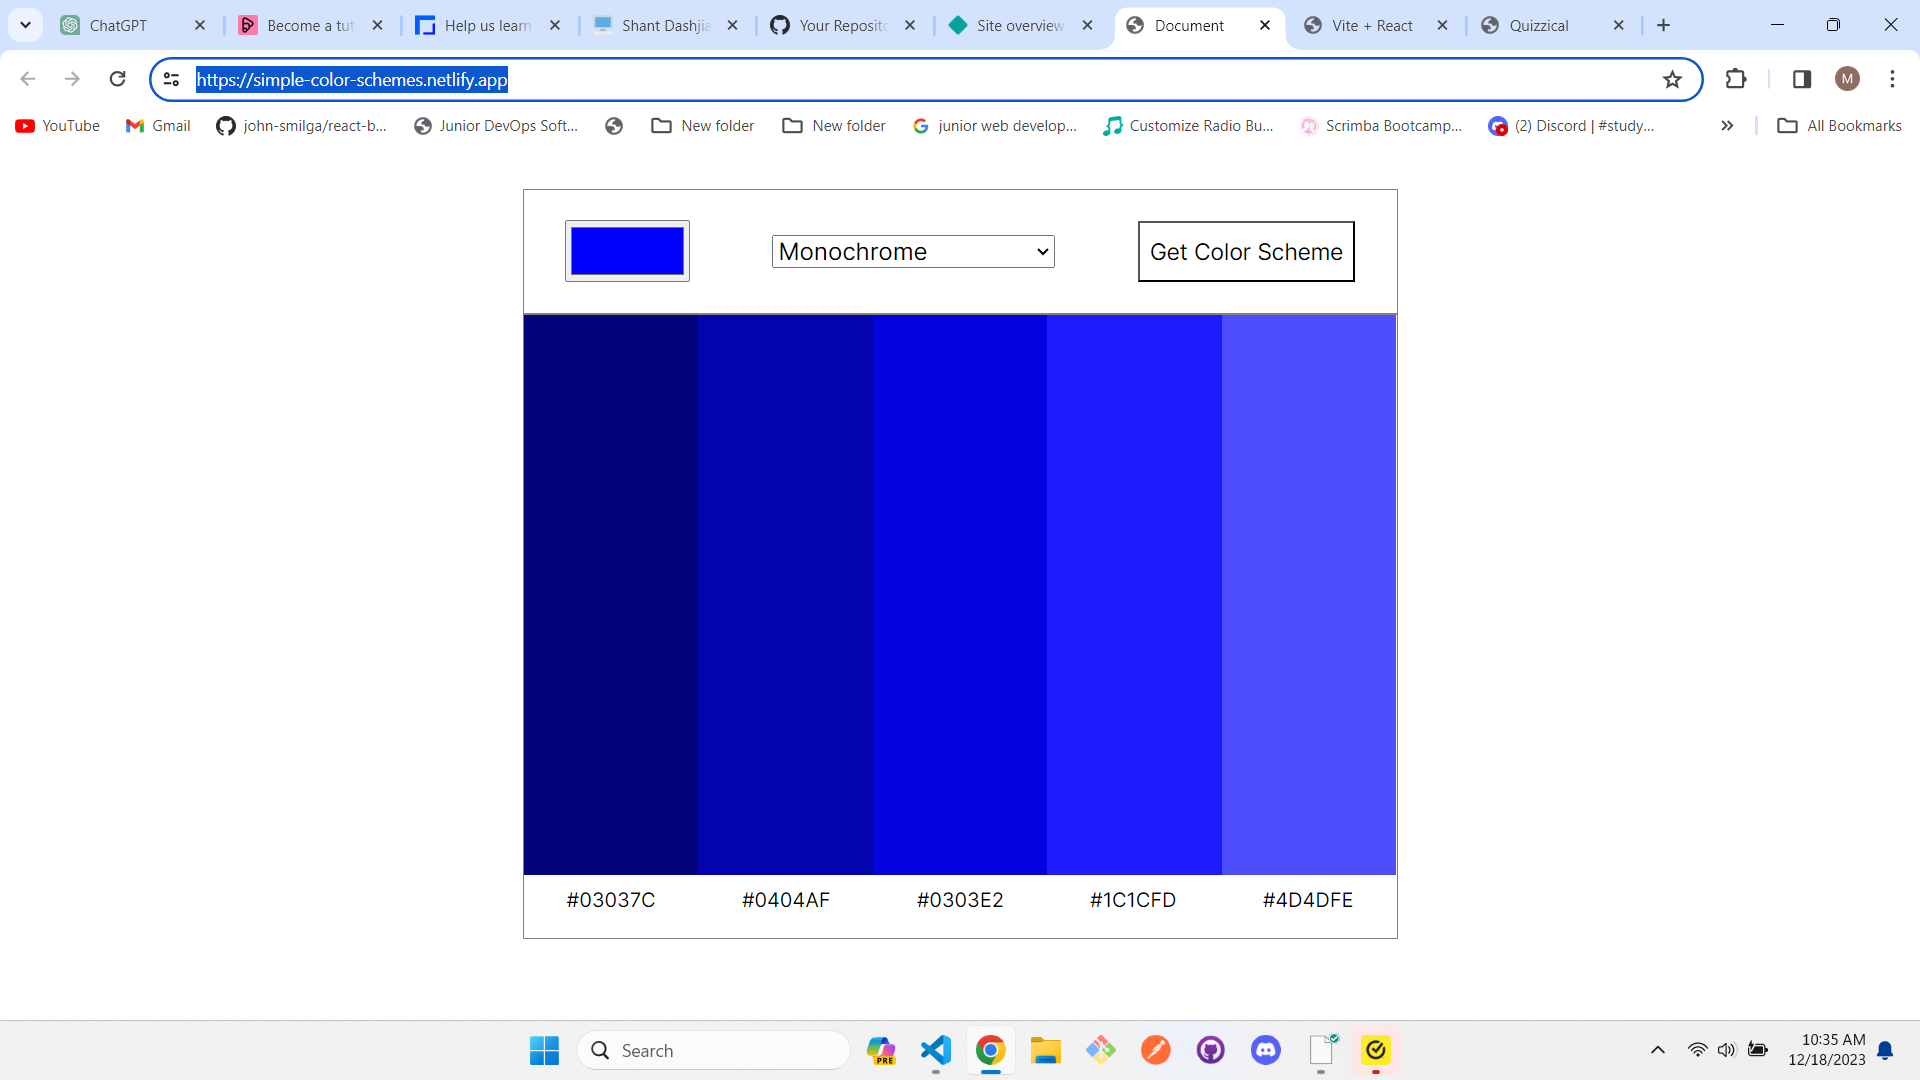 ChatGPT
Become a tut
Help us learn
Shant Dashjia
Your Reposito
Site overview
Document
Vite + React
Quizzical
https://simple-color-schemes.netlify.app
M
YouTube
Gmail
john-smilga/react-b...
Junior DevOps Soft...
New folder
New folder
junior web develop...
Customize Radio Bu...
Scrimba Bootcamp...
(2) Discord | #study...
All Bookmarks
Monochrome
Get Color Scheme
#03037C
#0404AF
#0303E2
#1C1CFD
#4D4DFE
Search
PRE
10:35 AM
12/18/2023